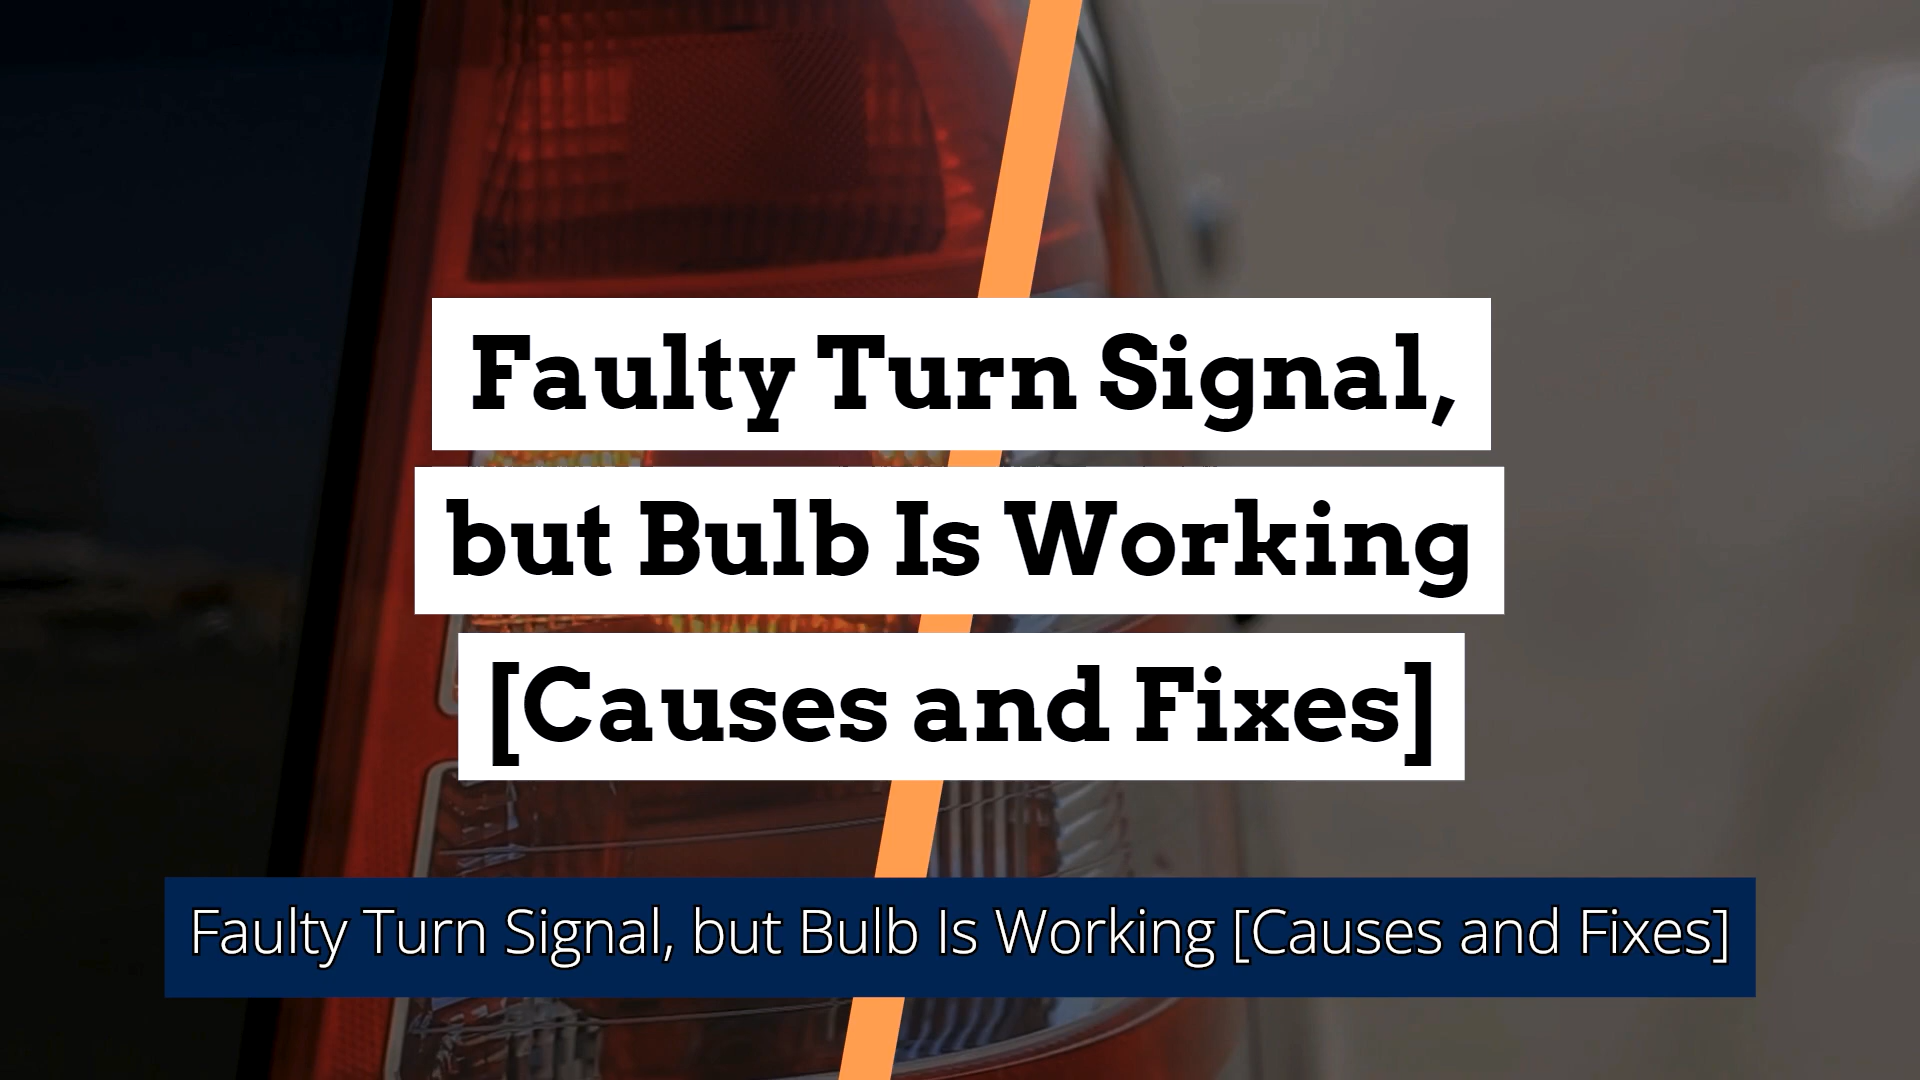 Faulty Turn Signal,
but Bulb Is Working
[Causes and Fixes]
Faulty Turn Signal, but Bulb Is Working [Causes and Fixes]